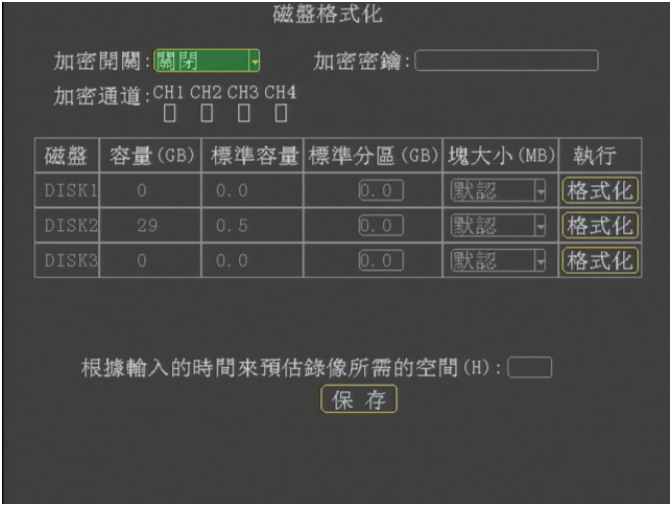 磁盤格式化
加密開關:關閉 加密密鑰:
加密通道:CH1 CH2 CH3 CH4
磁盤 容量(GB) 標準容量 標準分區(GB) 塊大小(MB) 執行
DISK1 0 0.0 0.0 默認 格式化
DISK2 29 0.5 0.0 默認 格式化
DISK3 0 0.0 0.0 默認 格式化
根據輸入的時間來預估錄像所需的空間(H):
保存